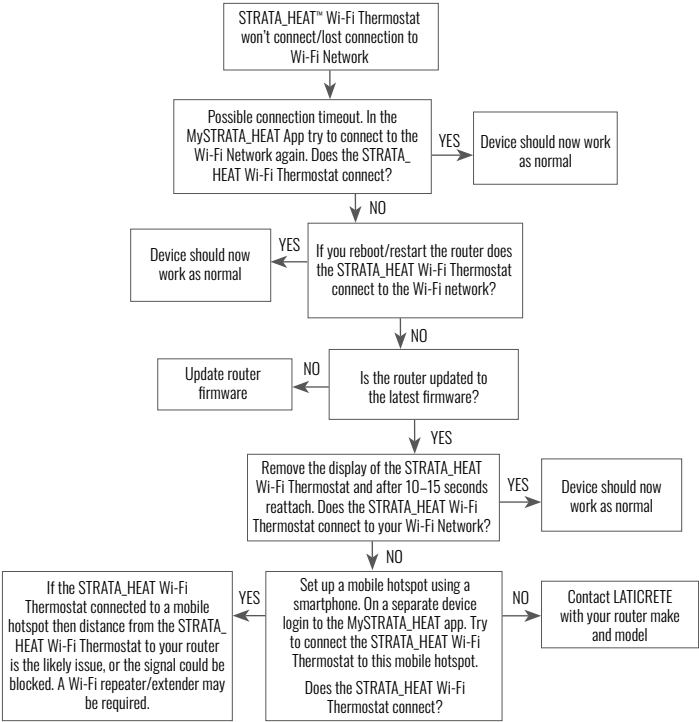 STRATA_HEAT™ Wi-Fi Thermostat
won't connect/lost connection to
Wi-Fi Network
Possible connection timeout. In the
MySTRATA_HEAT App try to connect to the
Wi-Fi Network again. Does the STRATA_
HEAT Wi-Fi Thermostat connect?
YES
Device should now work
as normal
NO
If you reboot/restart the router does
the STRATA_HEAT Wi-Fi Thermostat
connect to the Wi-Fi network?
YES
Device should now
work as normal
NO
Is the router updated to
the latest firmware?
NO
Update router
firmware
YES
Remove the display of the STRATA_HEAT
Wi-Fi Thermostat and after 10–15 seconds
reattach. Does the STRATA_HEAT Wi-Fi
Thermostat connect to your Wi-Fi Network?
YES
Device should now
work as normal
NO
Set up a mobile hotspot using a
smartphone. On a separate device
login to the MySTRATA_HEAT app. Try
to connect the STRATA_HEAT Wi-Fi
Thermostat to this mobile hotspot.
Does the STRATA_HEAT Wi-Fi
Thermostat connect?
YES
If the STRATA_HEAT Wi-Fi
Thermostat connected to a mobile
hotspot then distance from the STRATA_
HEAT Wi-Fi Thermostat to your router
is the likely issue, or the signal could be
blocked. A Wi-Fi repeater/extender may
be required.
NO
Contact LATICRETE
with your router make
and model